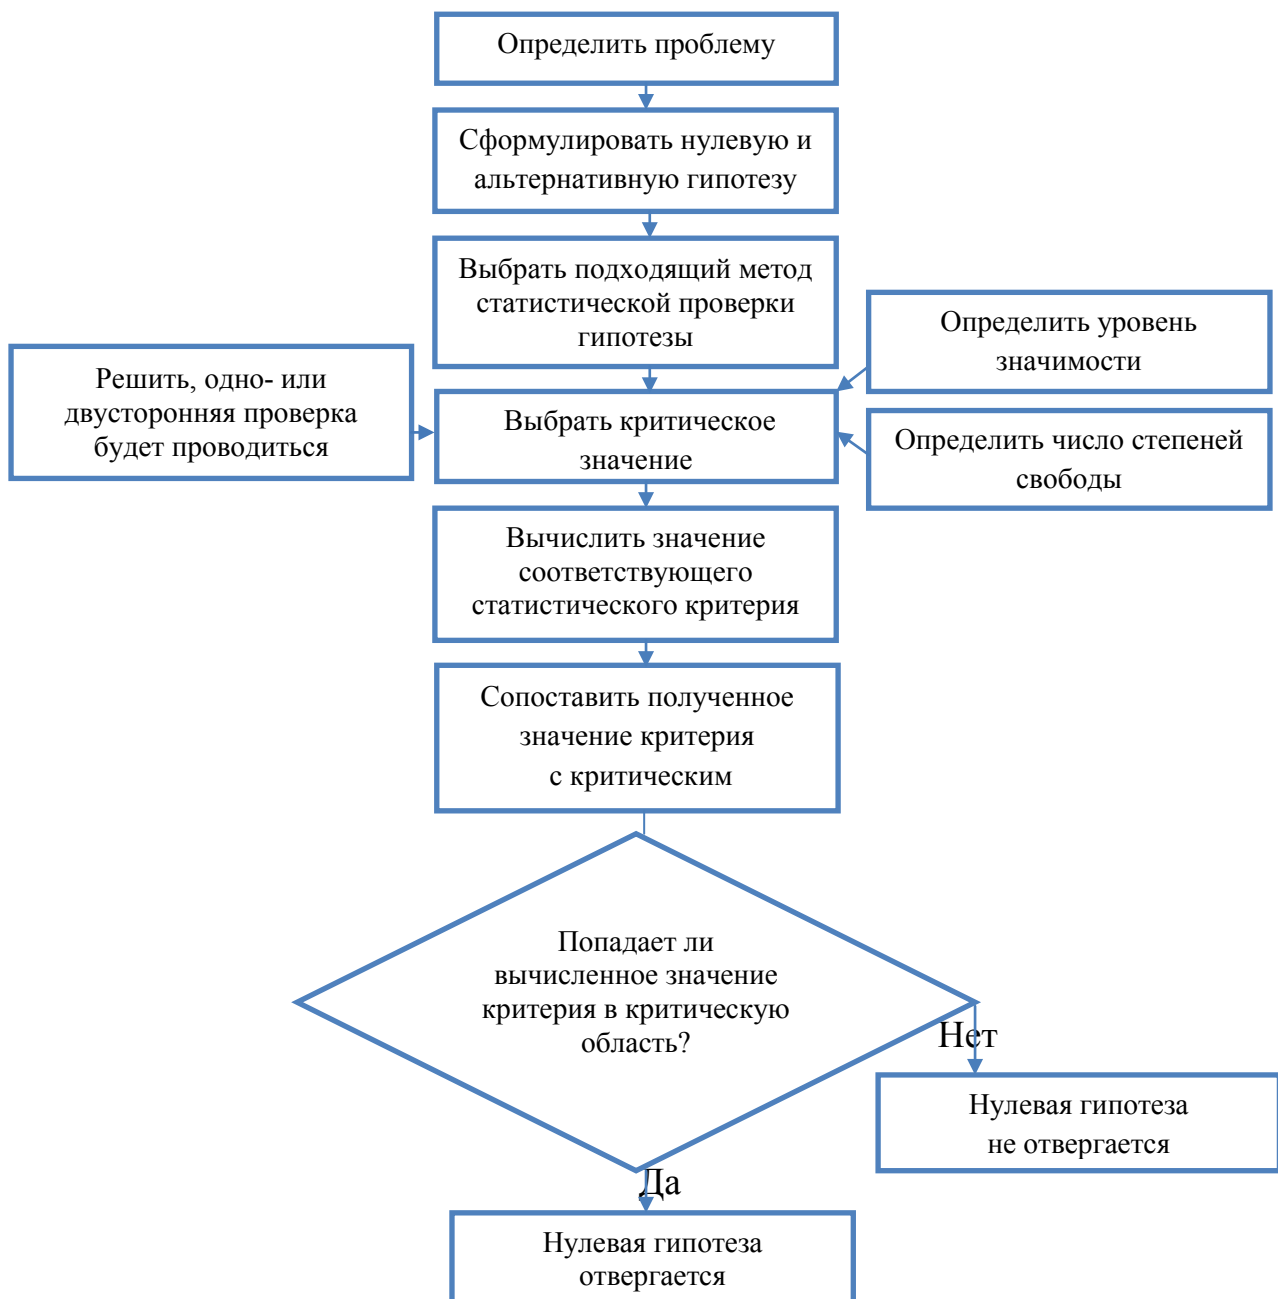 Определить проблему
Сформулировать нулевую и
альтернативную гипотезу
Выбрать подходящий метод
статистической проверки
гипотезы
Определить уровень
значимости
Решить, одно- или
двусторонняя проверка
будет проводиться
Выбрать критическое
значение
Определить число степеней
свободы
Вычислить значение
соответствующего
статистического критерия
Сопоставить полученное
значение критерия
с критическим
Попадает ли
вычисленное значение
критерия в критическую
область?
Нет
Нулевая гипотеза
не отвергается
Да
Нулевая гипотеза
отвергается